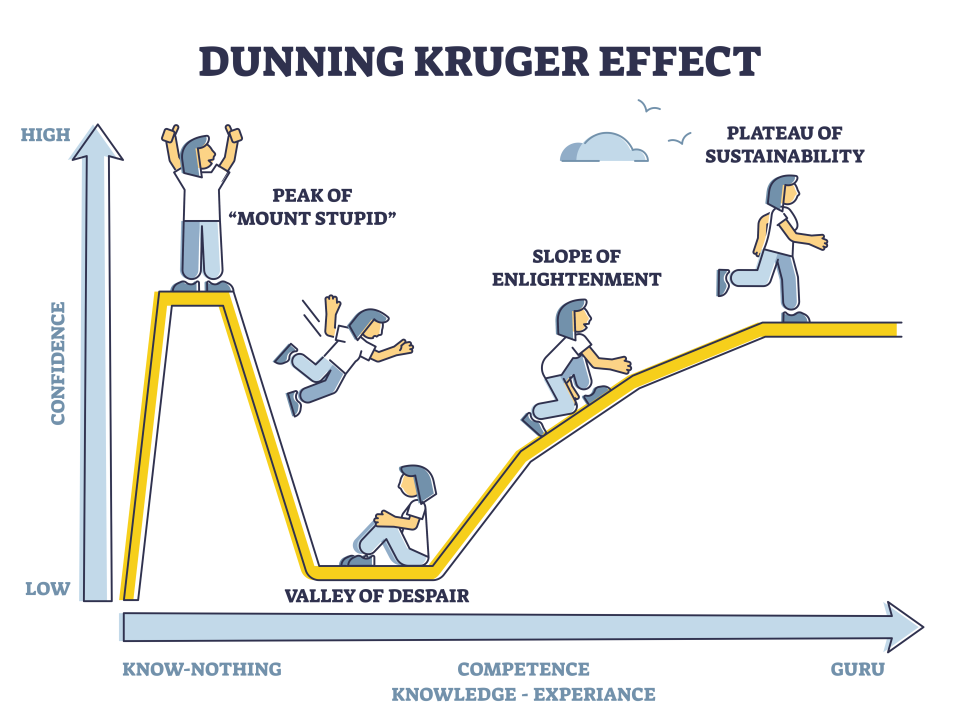 DUNNING KRUGER EFFECT
HIGH
PLATEAU OF
SUSTAINABILITY
PEAK OF
“MOUNT STUPID”
SLOPE OF
ENLIGHTENMENT
CONFIDENCE
LOW
VALLEY OF DESPAIR
KNOW-NOTHING
COMPETENCE
GURU
KNOWLEDGE - EXPERIANCE